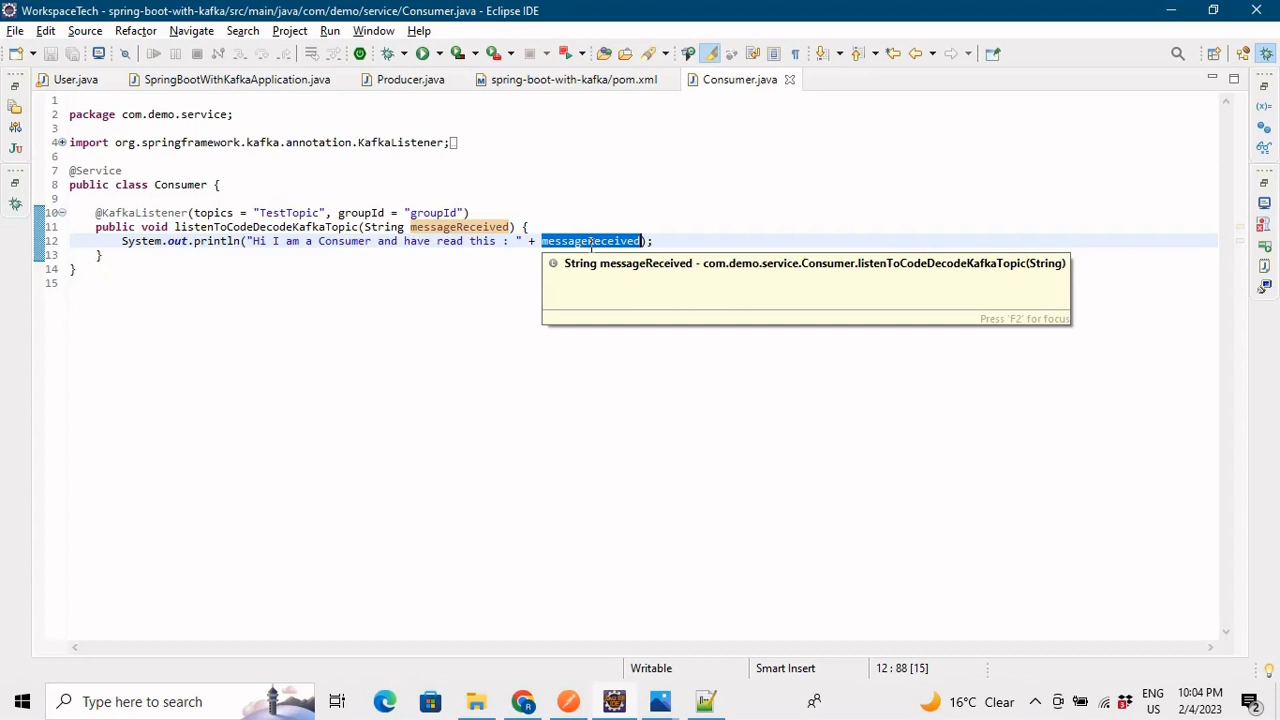 WorkspaceTech - spring-boot-with-kafka/src/main/java/com/demo/service/Consumer.java - Eclipse IDE
File Edit Source Refactor Navigate Search Project Run Window Help
User.java SpringBootWithKafkaApplication.java Producer.java spring-boot-with-kafka/pom.xml Consumer.java
1
2 package com.demo.service;
3
4 import org.springframework.kafka.annotation.KafkaListener;
6
7 @Service
8 public class Consumer {
9
10 @KafkaListener(topics = "TestTopic", groupId = "groupId")
11 public void listenToCodeDecodeKafkaTopic(String messageReceived) {
12 System.out.println("Hi I am a Consumer and have read this : " + messageReceived);
13 }
14 }
15
String messageReceived - com.demo.service.Consumer.listenToCodeDecodeKafkaTopic(String)
Press 'F2' for focus
Writable Smart Insert 12 : 88 [15]
Type here to search 16°C Clear ENG US 10:04 PM 2/4/2023 2